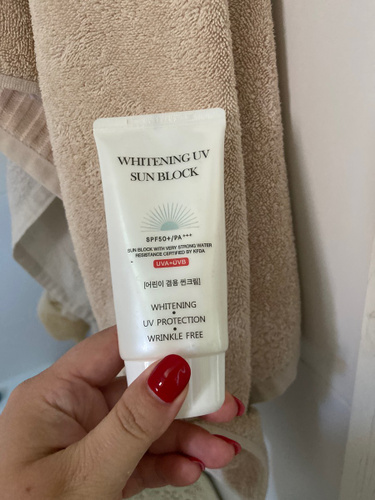 WHITENING UV
SUN BLOCK
SPF50+/PA+++
SUN BLOCK WITH VERY STRONG WATER
RESISTANCE CERTIFIED BY KFDA
UVA+UVB
[어린이 겸용 썬크림]
WHITENING
•
UV PROTECTION
•
WRINKLE FREE